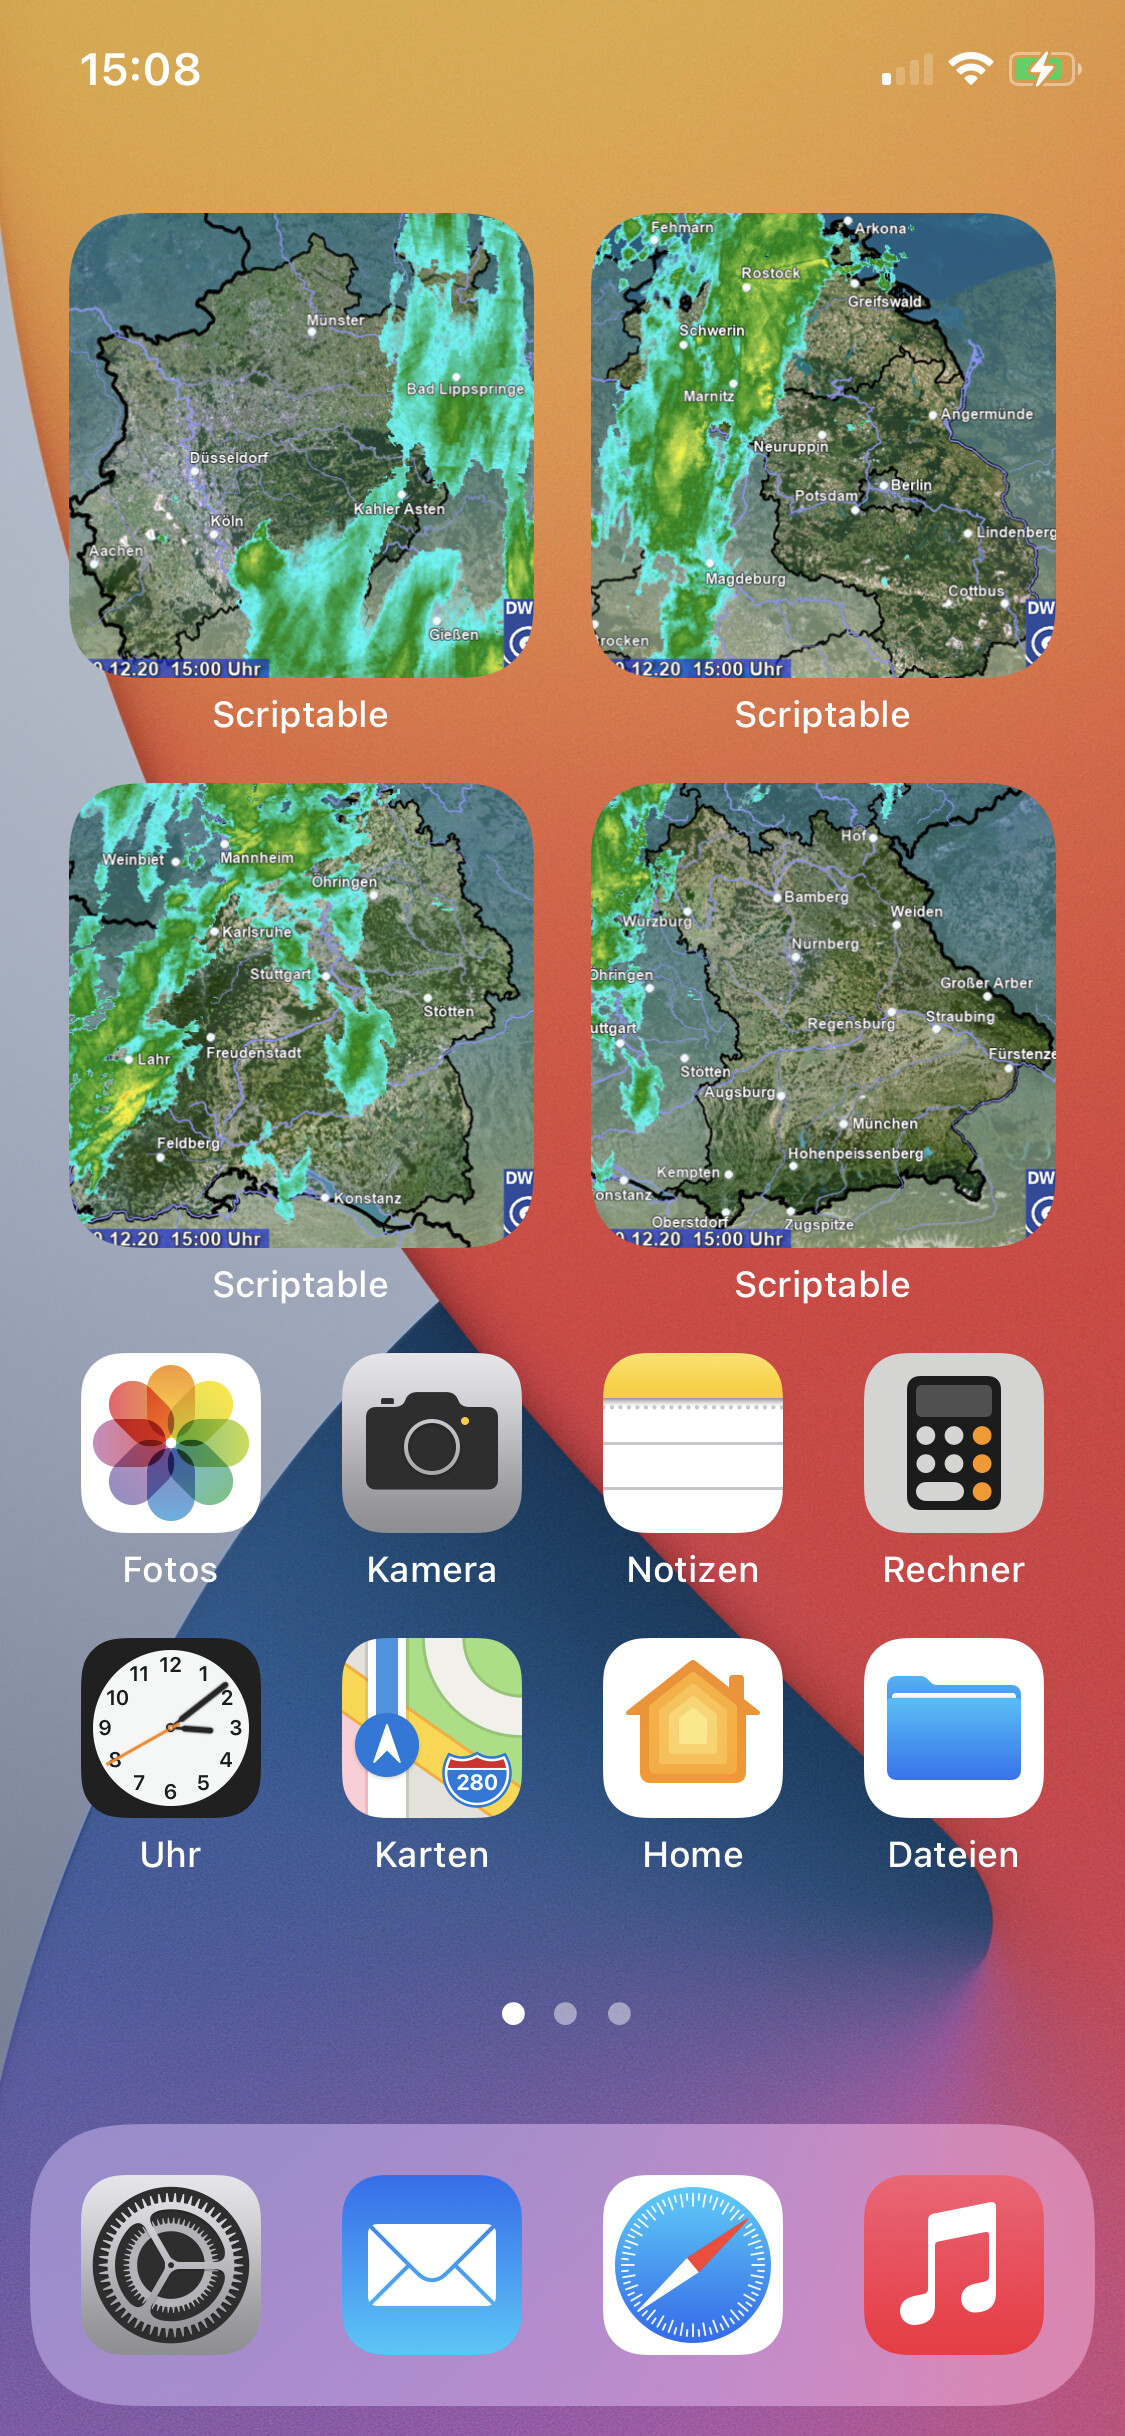 15:08
Münster
Bad Lippspringe
Düsseldorf
Kahler Asten
Köln
Aachen
Gießen
DW
12.20 15:00 Uhr
Scriptable
Fehmarn
Arkona
Rostock
Greifswald
Schwerin
Marnitz
Angermünde
Neuruppin
Berlin
Potsdam
Lindenberg
Magdeburg
Cottbus
rocken
DW
12.20 15:00 Uhr
Scriptable
Weinbiet
Mannheim
Öhringen
Karlsruhe
Stuttgart
Stötten
Freudenstadt
Lahr
Feldberg
Konstanz
DW
12.20 15:00 Uhr
Scriptable
Hof
Bamberg
Weiden
Würzburg
Nürnberg
Öhringen
Großer Arber
Regensburg
Straubing
uttgart
Fürstenze
Stötten
Augsburg
München
Hohenpeissenberg
Kempten
onstanz
Oberstdorf
Zugspitze
DW
12.20 15:00 Uhr
Scriptable
Fotos
Kamera
Notizen
Rechner
12
11 1
10 2
9 3
8 4
7 5
6
280
Uhr
Karten
Home
Dateien